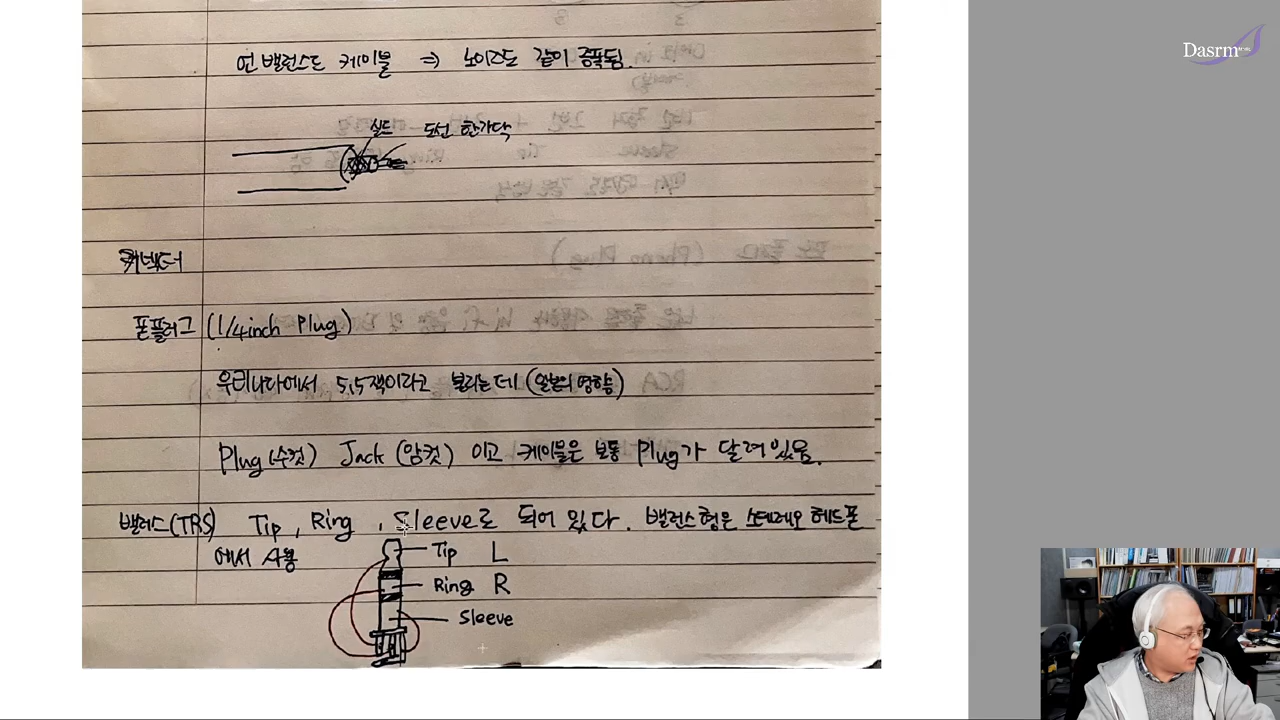 언밸런스드 케이블 ⇒ 노이즈도 같이 증폭됨.
실드 도선 한가닥
커넥터
폰플러그 (1/4inch Plug)
우리나라에서 5.5잭이라고 불리는데 (일본의 영향)
Plug (수컷) Jack (암컷) 이고 케이블은 보통 Plug가 달려있음.
밸런스(TRS) Tip, Ring, Sleeve로 되어 있다. 밸런스형은 스테레오 헤드폰
에서 사용
Tip L
Ring R
Sleeve
Dasrm